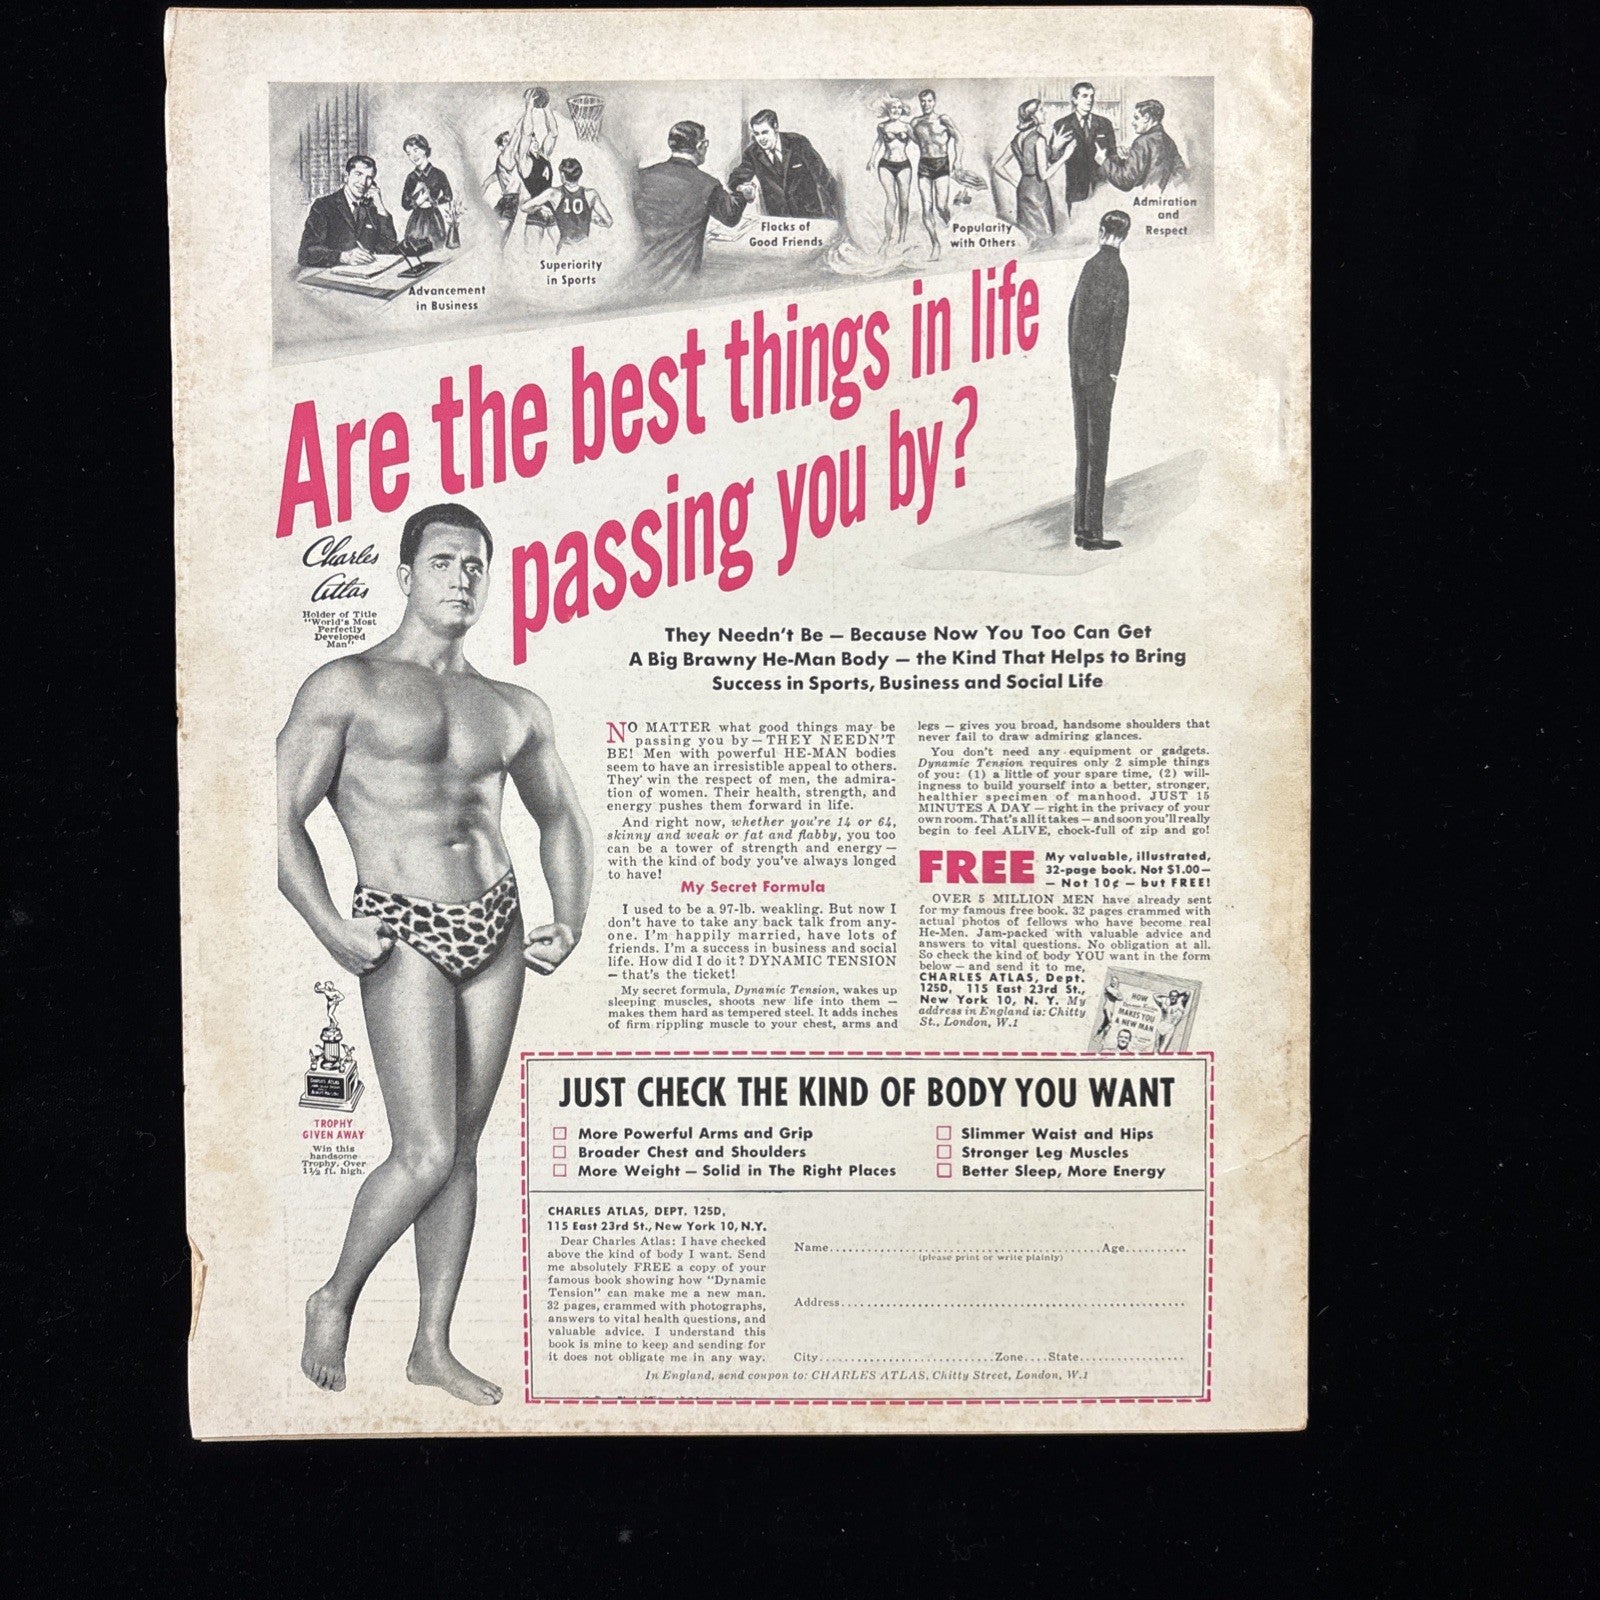 Advancement
in Business
Superiority
in Sports
10
Flocks of
Good Friends
Popularity
with Others
Admiration
and
Respect
Are the best things in life
passing you by?
Charles
Atlas
Holder of Title
"World's Most
Perfectly
Developed
Man"
They Needn't Be — Because Now You Too Can Get
A Big Brawny He-Man Body — the Kind That Helps to Bring
Success in Sports, Business and Social Life
NO MATTER what good things may be
passing you by — THEY NEEDN'T
BE! Men with powerful HE-MAN bodies
seem to have an irresistible appeal to others.
They win the respect of men, the admira-
tion of women. Their health, strength, and
energy pushes them forward in life.
And right now, whether you're 14 or 64,
skinny and weak or fat and flabby, you too
can be a tower of strength and energy —
with the kind of body you've always longed
to have!
My Secret Formula
I used to be a 97-lb. weakling. But now I
don't have to take any back talk from any-
one. I'm happily married, have lots of
friends. I'm a success in business and social
life. How did I do it? DYNAMIC TENSION
— that's the ticket!
My secret formula, Dynamic Tension, wakes up
sleeping muscles, shoots new life into them —
makes them hard as tempered steel. It adds inches
of firm rippling muscle to your chest, arms and
legs — gives you broad, handsome shoulders that
never fail to draw admiring glances.
You don't need any equipment or gadgets.
Dynamic Tension requires only 2 simple things
of you: (1) a little of your spare time, (2) will-
ingness to build yourself into a better, stronger,
healthier specimen of manhood. JUST 15
MINUTES A DAY — right in the privacy of your
own room. That's all it takes — and soon you'll really
begin to feel ALIVE, chock-full of zip and go!
FREE My valuable, illustrated,
32-page book. Not $1.00—
— Not 10¢ — but FREE!
OVER 5 MILLION MEN have already sent
for my famous free book. 32 pages crammed with
actual photos of fellows who have become real
He-Men. Jam-packed with valuable advice and
answers to vital questions. No obligation at all.
So check the kind of body YOU want in the form
below — and send it to me,
CHARLES ATLAS, Dept.
125D, 115 East 23rd St.,
New York 10, N. Y. My
address in England is: Chitty
St., London, W.1
HOW
MAKES YOU
A NEW MAN
TROPHY
GIVEN AWAY
Win this
handsome
Trophy. Over
1½ ft. high.
JUST CHECK THE KIND OF BODY YOU WANT
More Powerful Arms and Grip
Broader Chest and Shoulders
More Weight — Solid in The Right Places
Slimmer Waist and Hips
Stronger Leg Muscles
Better Sleep, More Energy
CHARLES ATLAS, DEPT. 125D,
115 East 23rd St., New York 10, N.Y.
Dear Charles Atlas: I have checked
above the kind of body I want. Send
me absolutely FREE a copy of your
famous book showing how "Dynamic
Tension" can make me a new man.
32 pages, crammed with photographs,
answers to vital health questions, and
valuable advice. I understand this
book is mine to keep and sending for
it does not obligate me in any way.
Name..........Age..........
(please print or write plainly)
Address..........
City..........Zone....State..........
In England, send coupon to: CHARLES ATLAS, Chitty Street, London, W.1